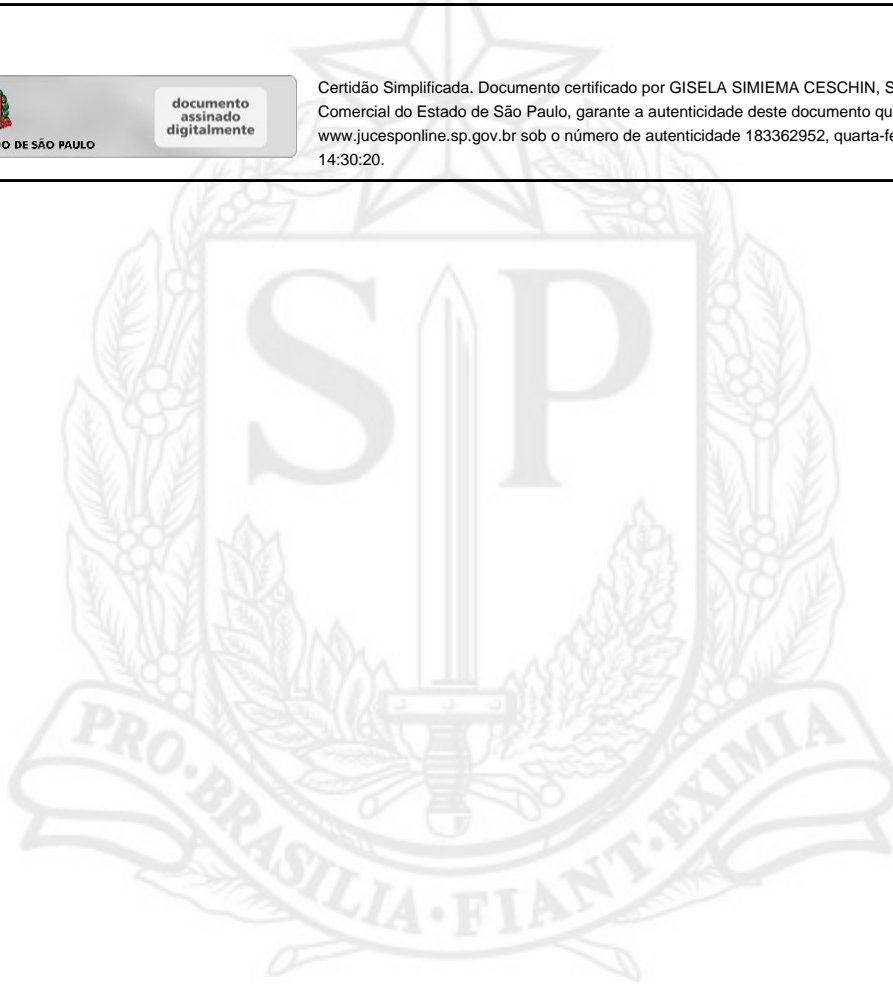 documento
assinado
digitalmente
O DE SÃO PAULO
Certidão Simplificada. Documento certificado por GISELA SIMIEMA CESCHIN, S
Comercial do Estado de São Paulo, garante a autenticidade deste documento qu
www.jucesponline.sp.gov.br sob o número de autenticidade 183362952, quarta-fe
14:30:20.
SP
PRO·BRASILIA·FIANT·EXIMIA